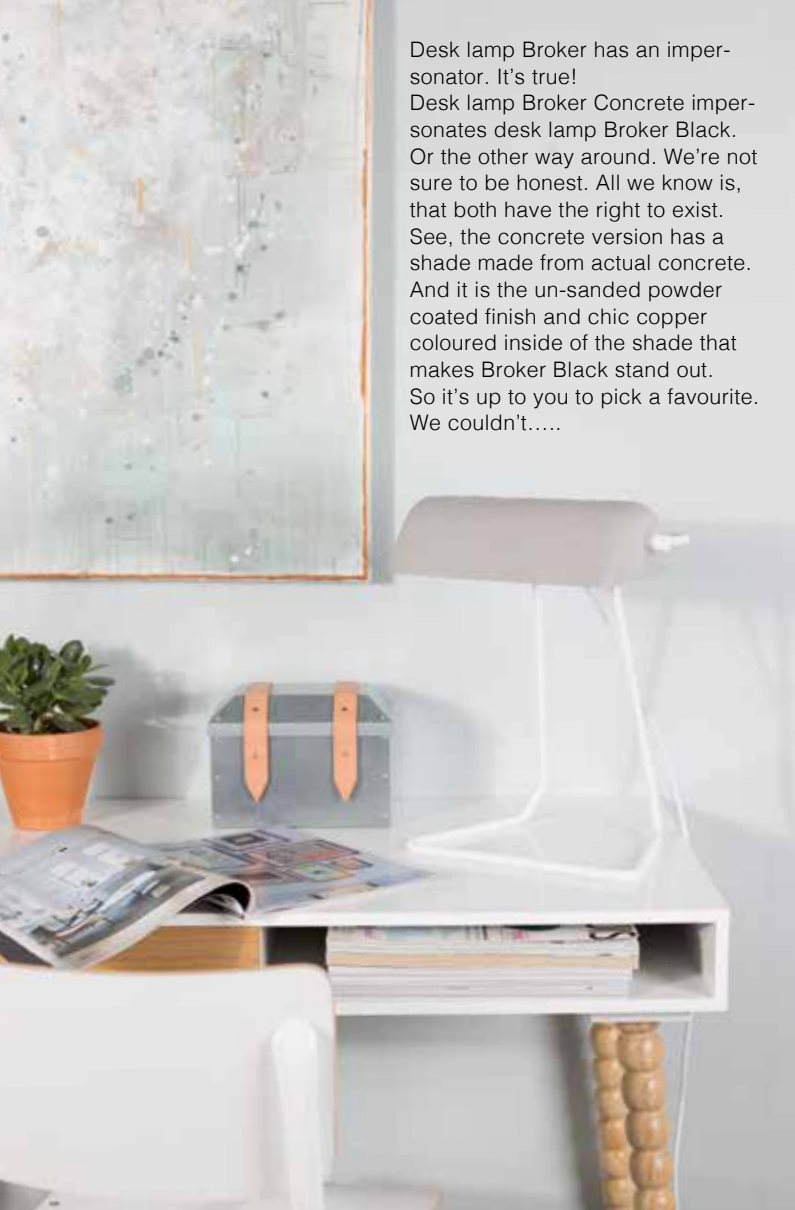 Desk lamp Broker has an imper-
sonator. It's true!
Desk lamp Broker Concrete imper-
sonates desk lamp Broker Black.
Or the other way around. We're not
sure to be honest. All we know is,
that both have the right to exist.
See, the concrete version has a
shade made from actual concrete.
And it is the un-sanded powder
coated finish and chic copper
coloured inside of the shade that
makes Broker Black stand out.
So it's up to you to pick a favourite.
We couldn't.....